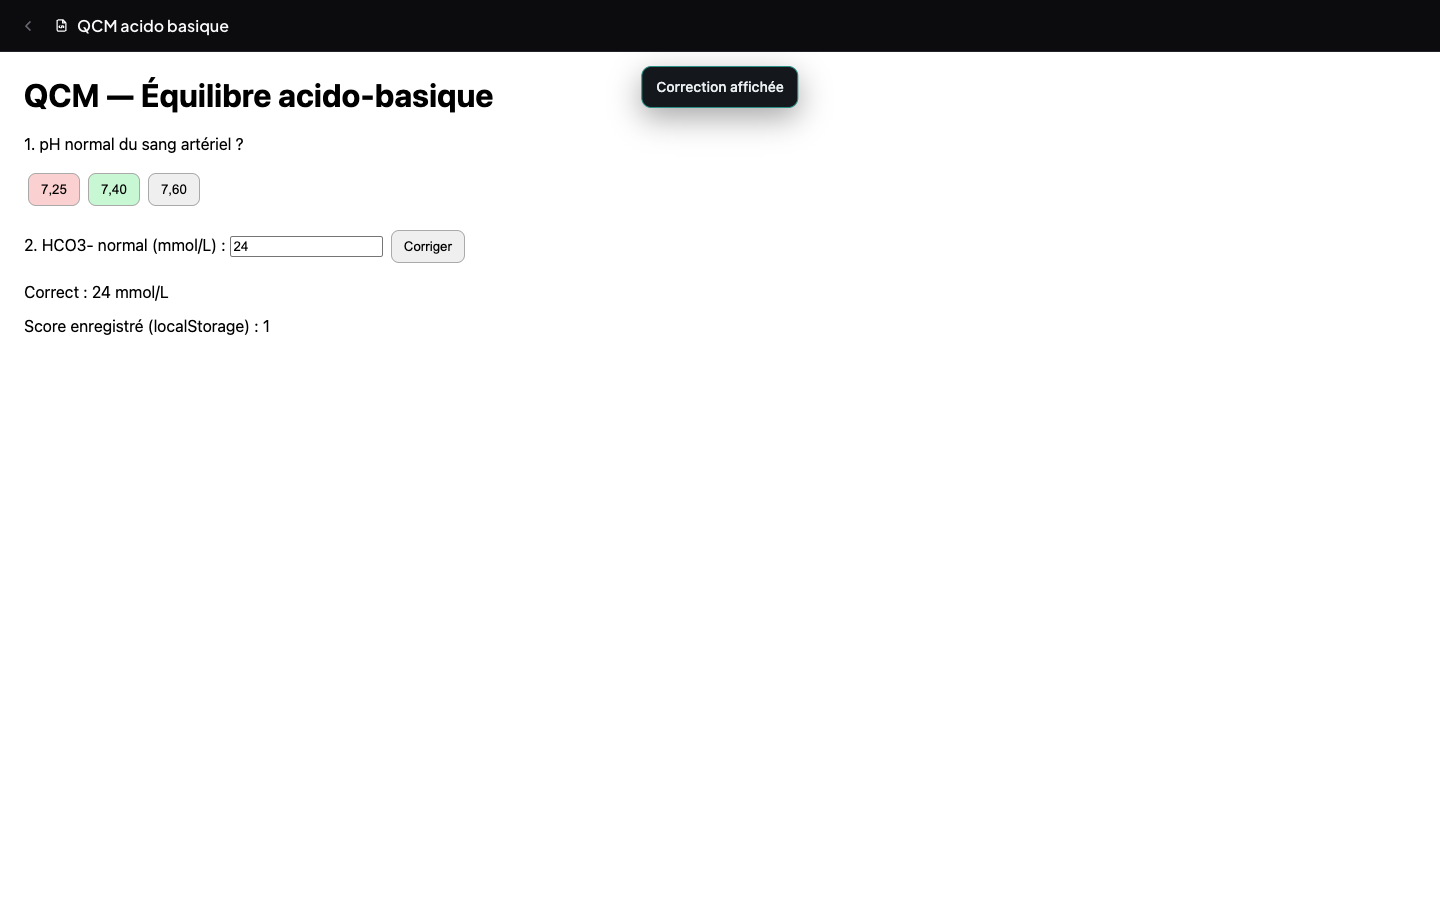 QCM acido basique
Correction affichée
QCM — Équilibre acido-basique
1. pH normal du sang artériel ?
7,25 7,40 7,60
2. HCO3- normal (mmol/L) : 24 Corriger
Correct : 24 mmol/L
Score enregistré (localStorage) : 1